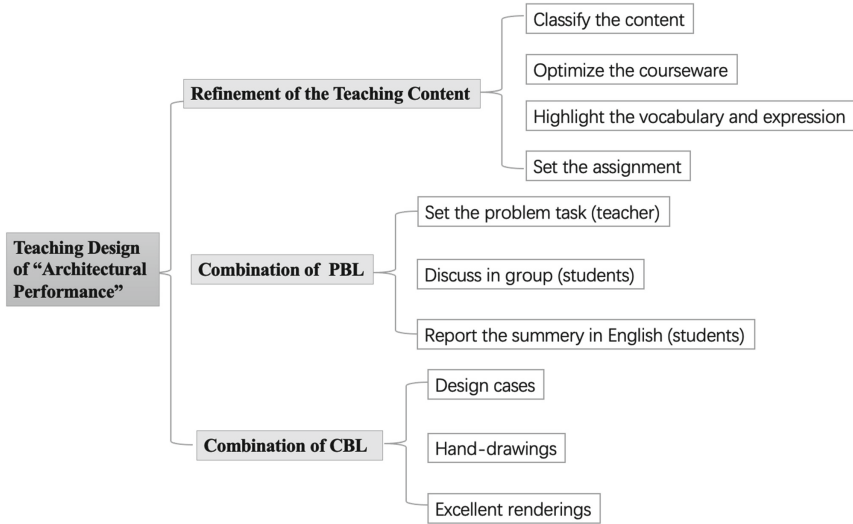 Teaching Design
of “Architectural
Performance”
Refinement of the Teaching Content
Classify the content
Optimize the courseware
Highlight the vocabulary and expression
Set the assignment
Combination of PBL
Set the problem task (teacher)
Discuss in group (students)
Report the summery in English (students)
Combination of CBL
Design cases
Hand-drawings
Excellent renderings